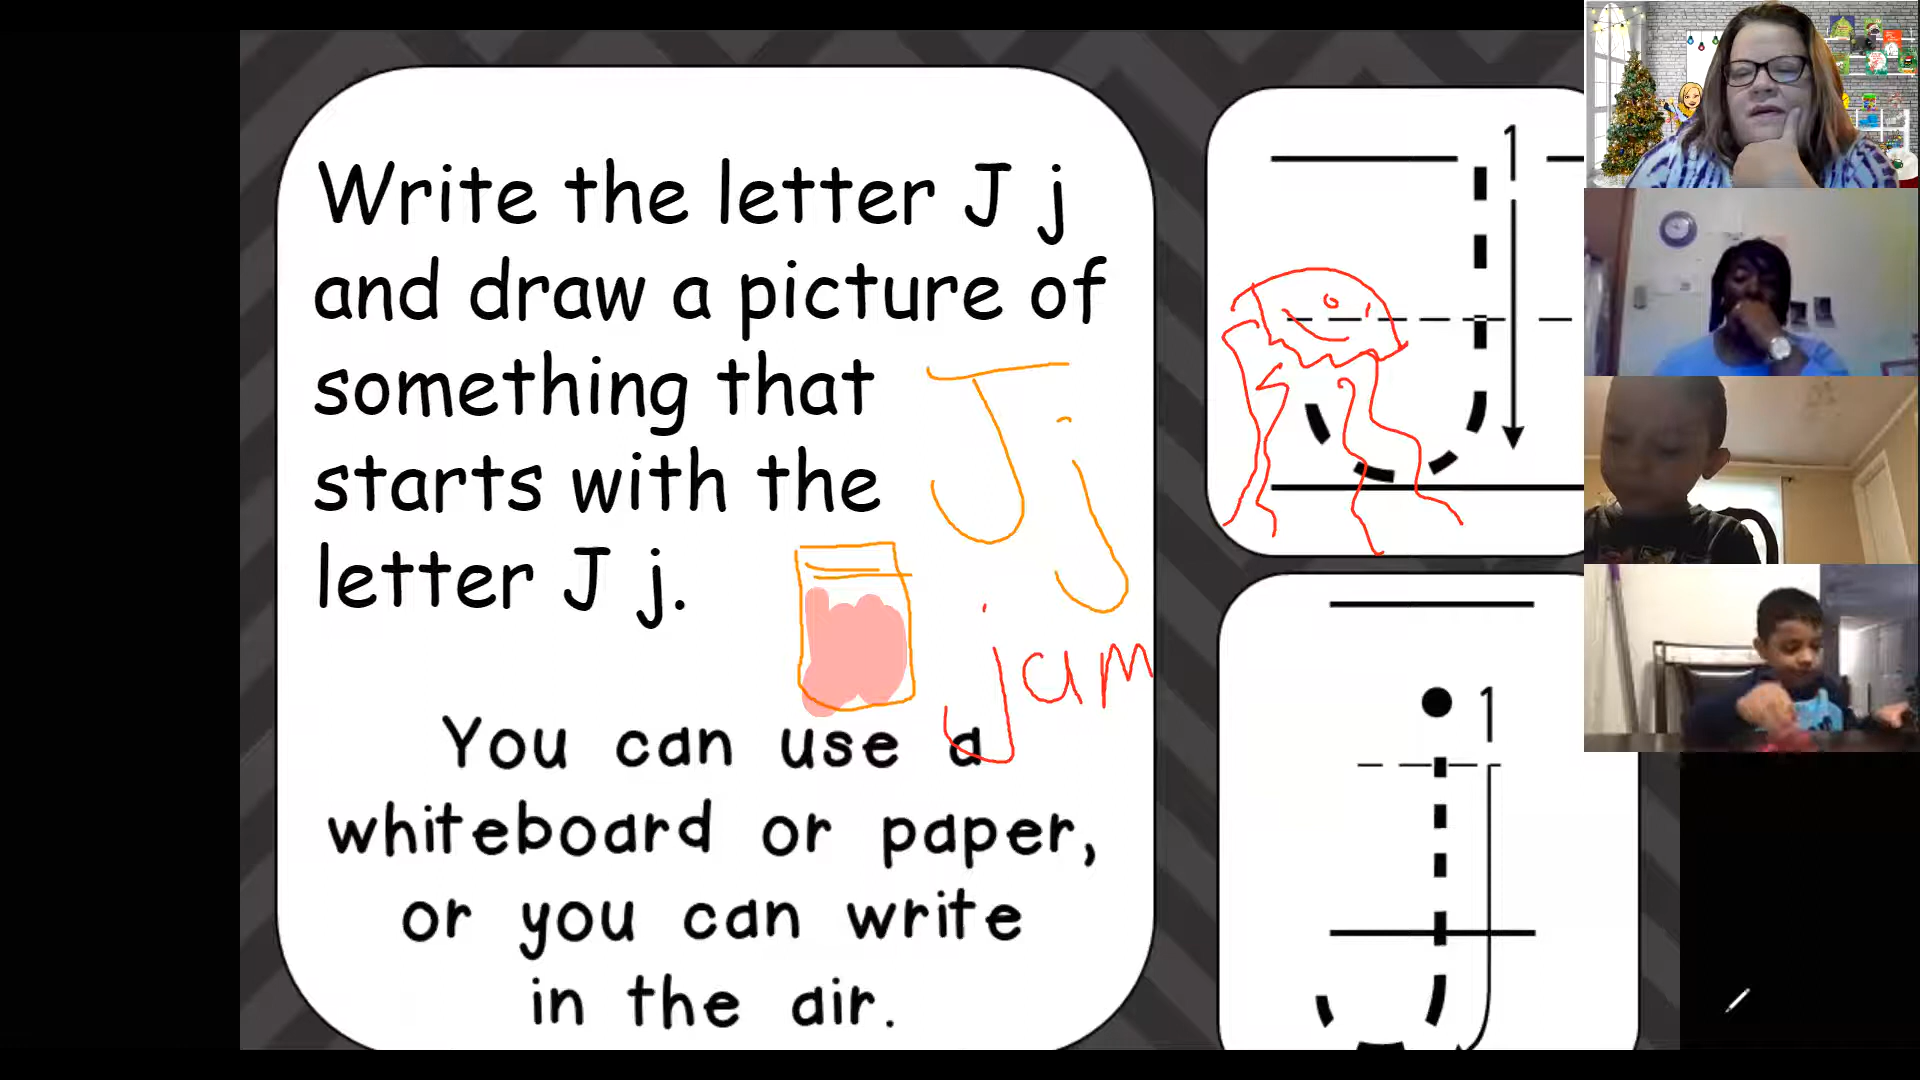 Write the letter J j
and draw a picture of
something that
starts with the
letter J j.
J j
jam
You can use a
whiteboard or paper,
or you can write
in the air.
1
1